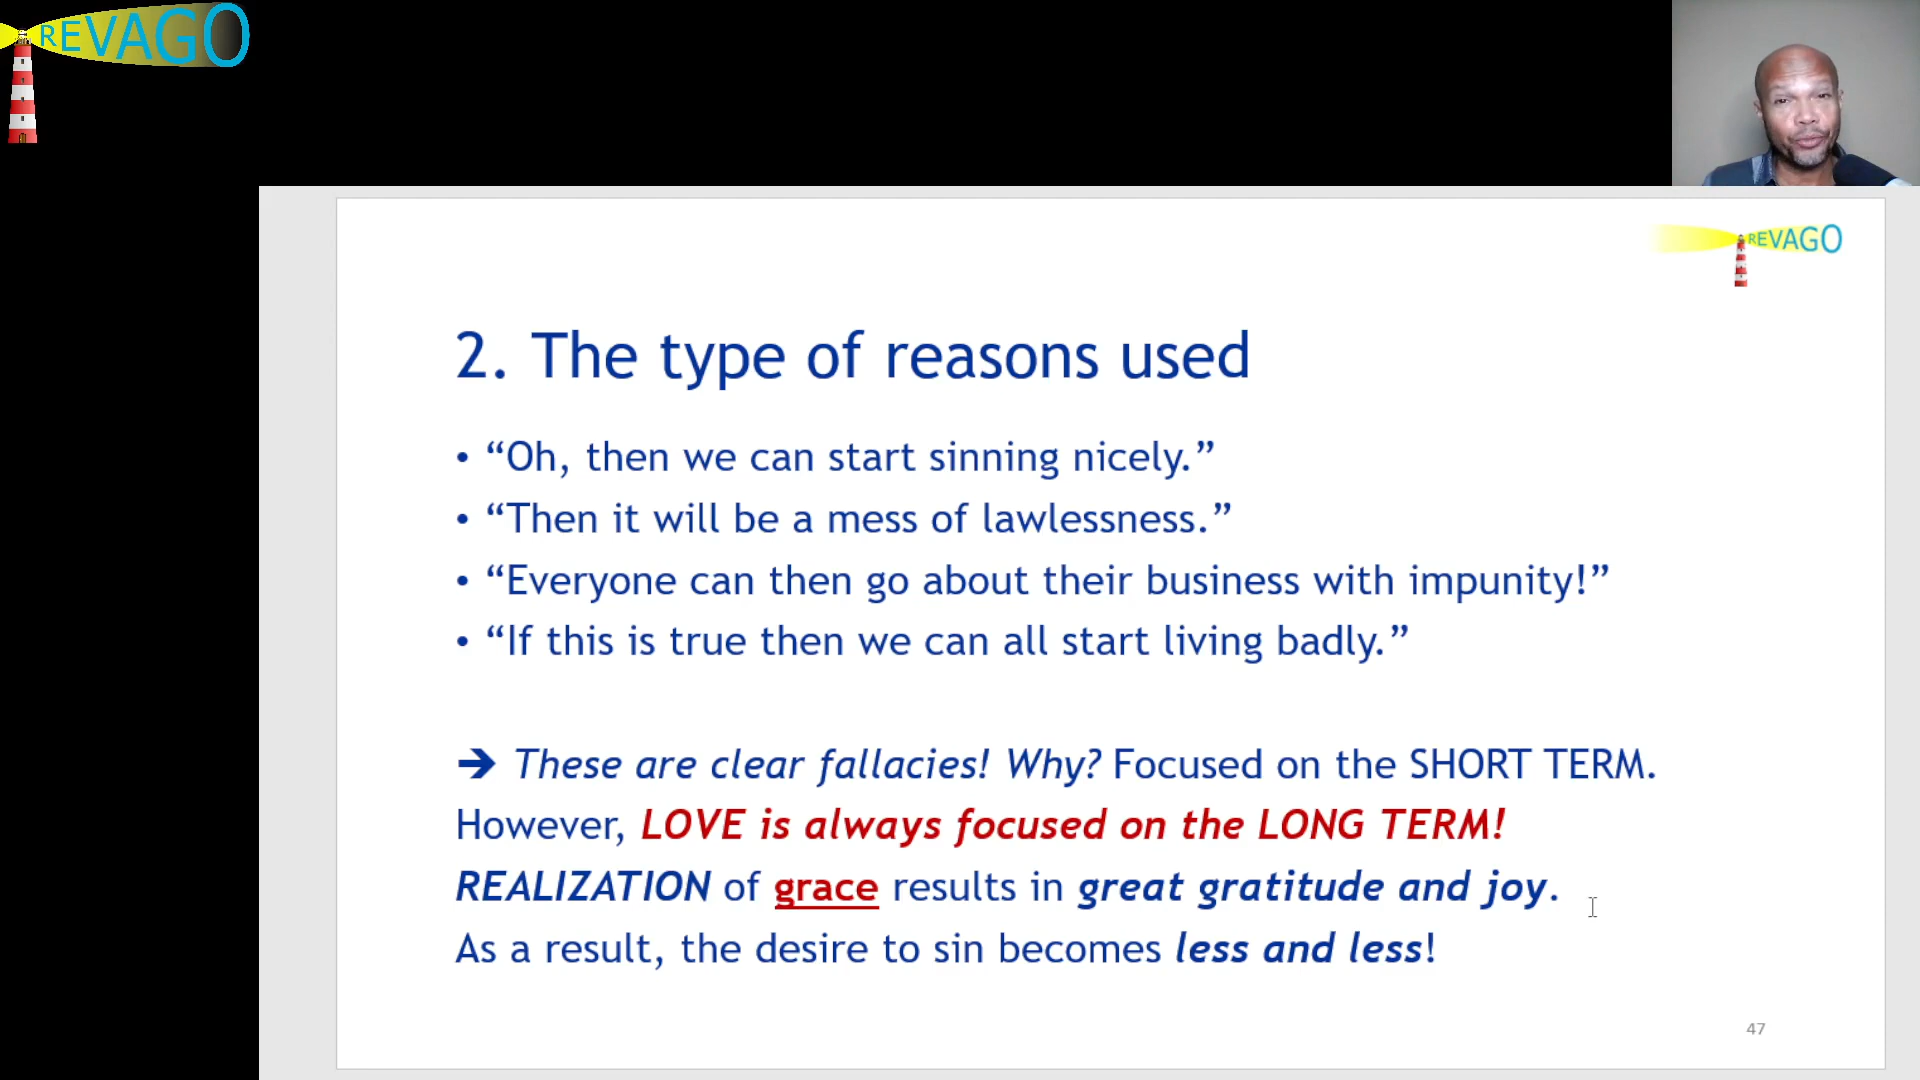 REVAGO
REVAGO
2. The type of reasons used
• “Oh, then we can start sinning nicely.”
• “Then it will be a mess of lawlessness.”
• “Everyone can then go about their business with impunity!”
• “If this is true then we can all start living badly.”
➔ These are clear fallacies! Why? Focused on the SHORT TERM.
However, LOVE is always focused on the LONG TERM!
REALIZATION of grace results in great gratitude and joy.
As a result, the desire to sin becomes less and less!
47